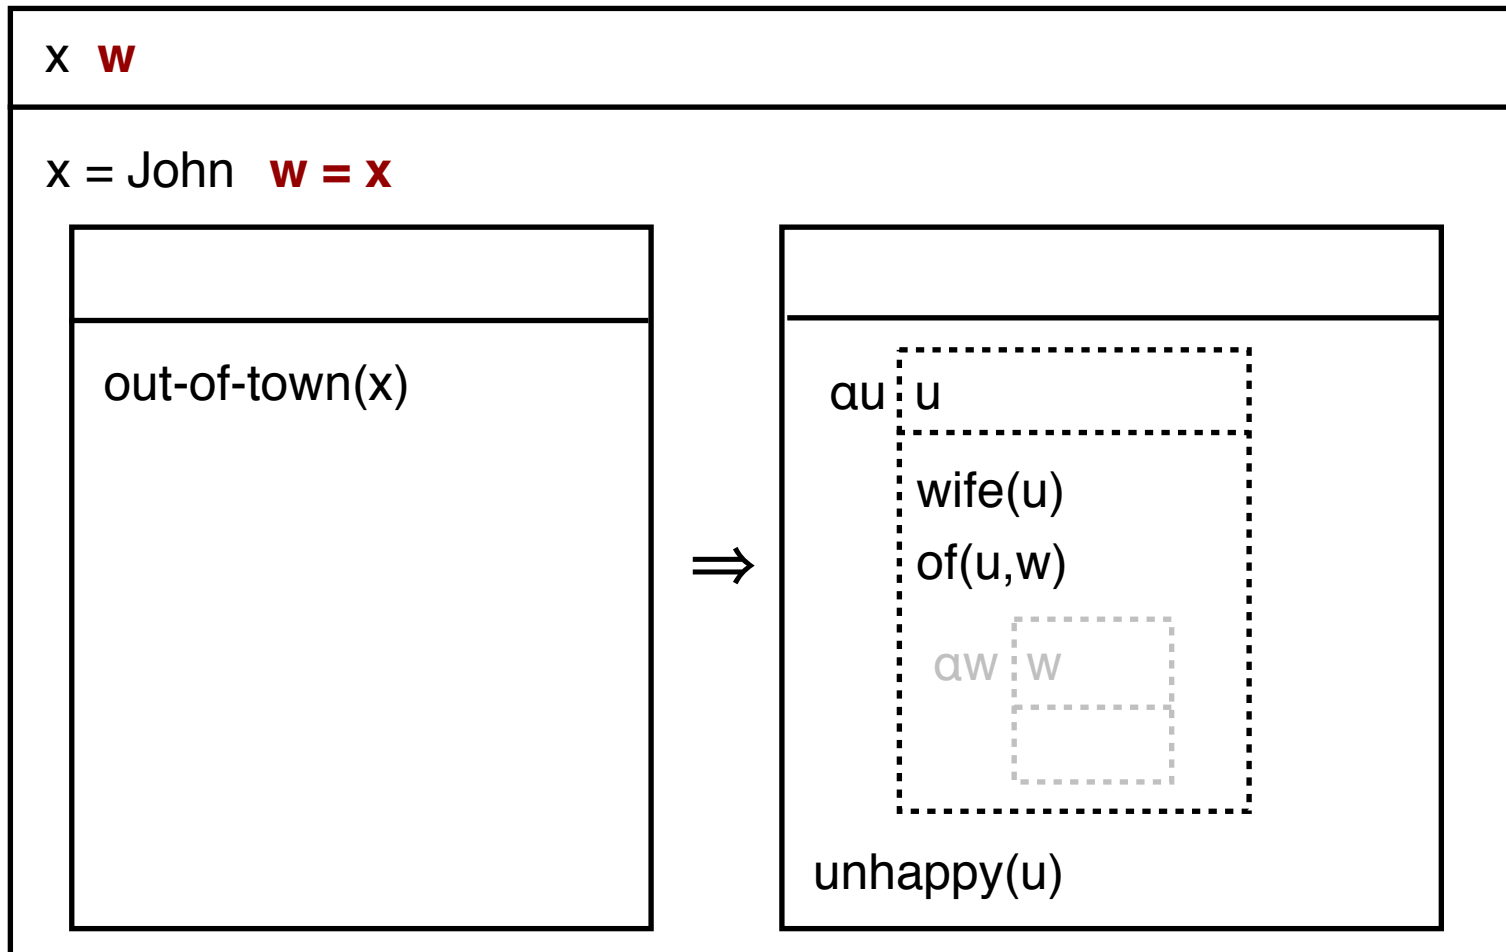 x w
x = John w = x
out-of-town(x)
⇒
αu u
wife(u)
of(u,w)
αw w
unhappy(u)